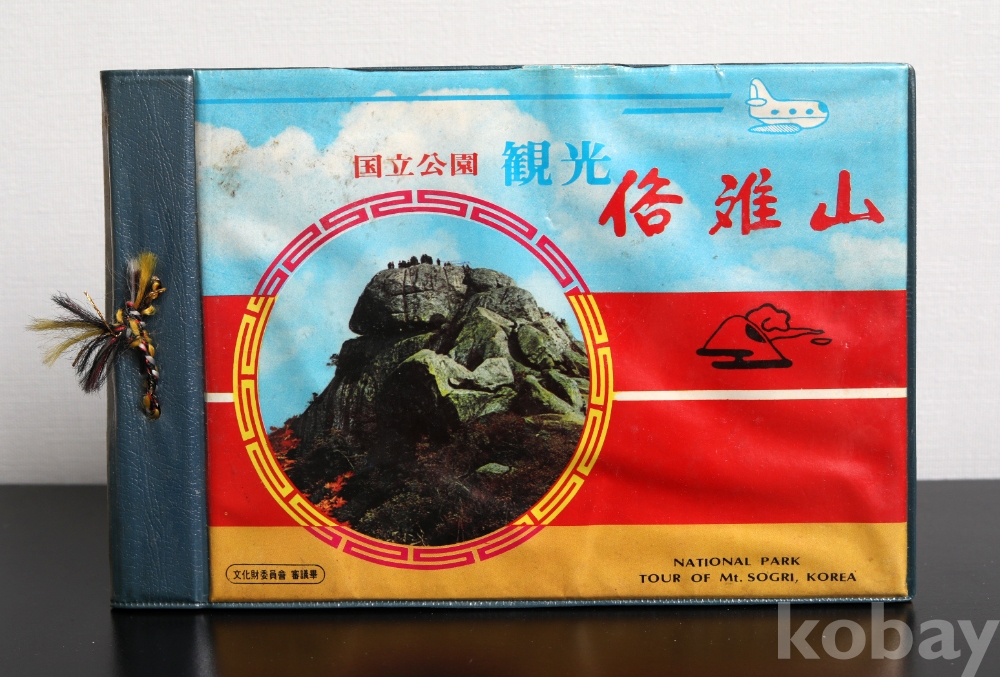 国立公園 観光
俗離山
文化財委員會 審議畢
NATIONAL PARK
TOUR OF Mt. SOGRI, KOREA
kobay